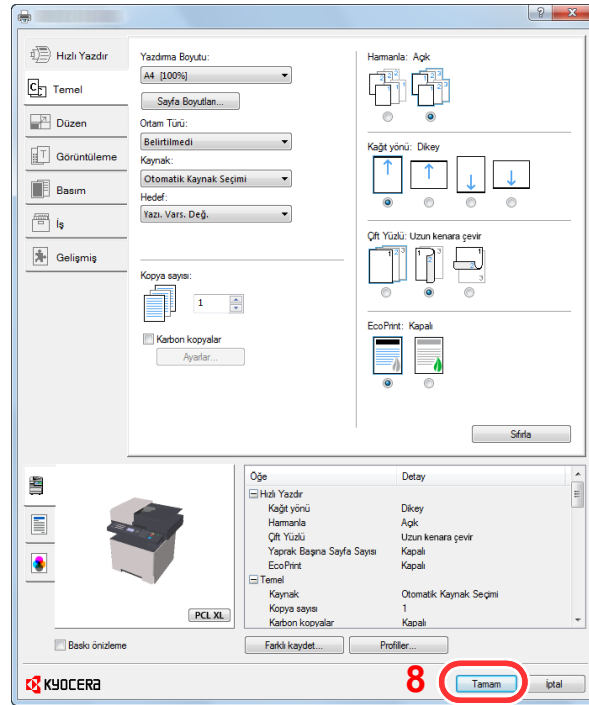 Hızlı Yazdır
Temel
Düzen
Görüntüleme
Basım
İş
Gelişmiş
Yazdırma Boyutu:
A4 [100%]
Sayfa Boyutları...
Ortam Türü:
Belirtilmedi
Kaynak:
Otomatik Kaynak Seçimi
Hedef:
Yazı. Vars. Değ.
Kopya sayısı:
1
Karbon kopyalar
Ayarlar...
Hamanla: Açık
Kağıt yönü: Dikey
Çift Yüzlü: Uzun kenara çevir
EcoPrint: Kapalı
Sıfırla
PCL XL
Baskı önizleme
Öğe Detay
Hızlı Yazdır
Kağıt yönü Dikey
Hamanla Açık
Çift Yüzlü Uzun kenara çevir
Yaprak Başına Sayfa Sayısı Kapalı
EcoPrint Kapalı
Temel
Kaynak Otomatik Kaynak Seçimi
Kopya sayısı 1
Karbon kopyalar Kapalı
Farklı kaydet... Profiller...
KYOCERA
8
Tamam
İptal